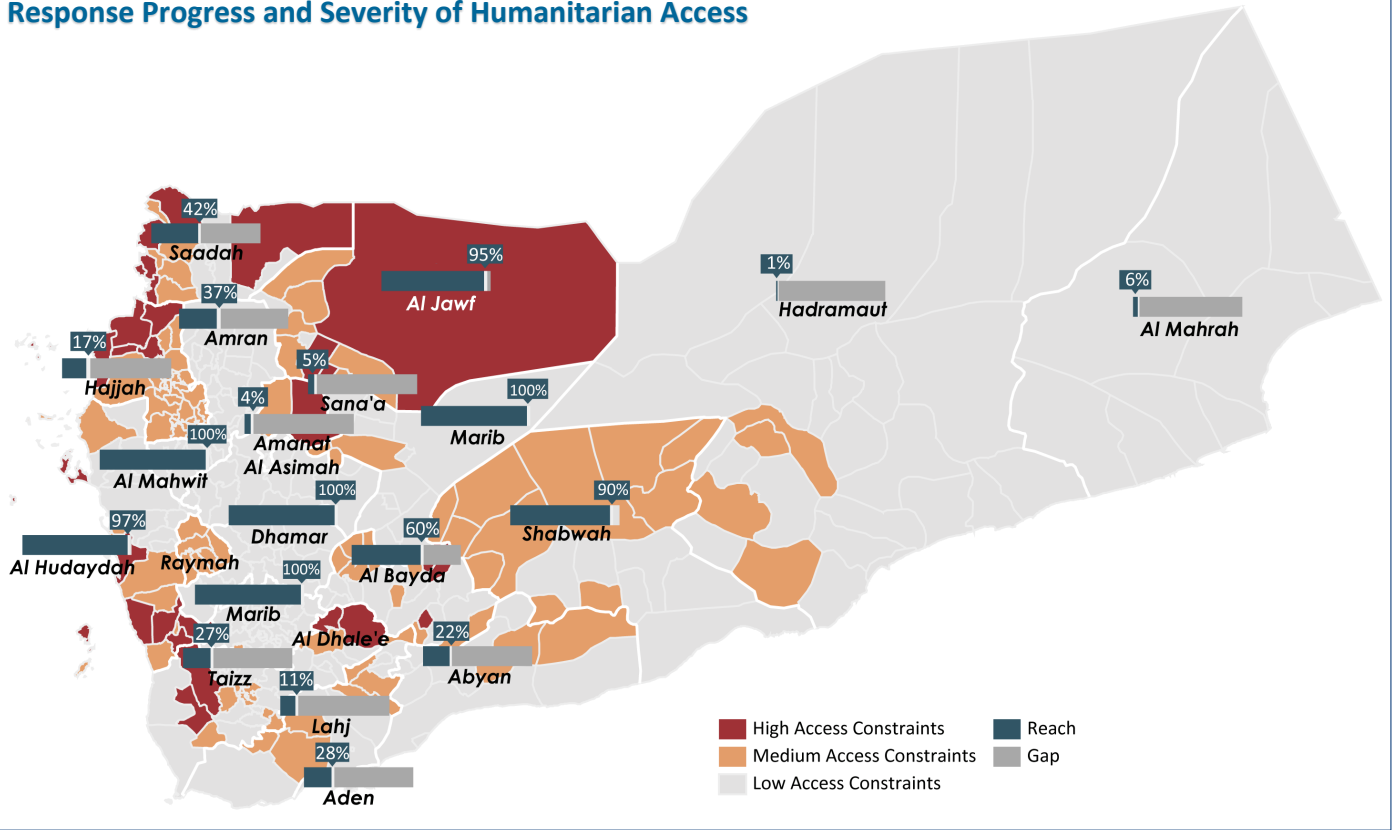 Response Progress and Severity of Humanitarian Access
42%
Saadah
95%
Al Jawf
1%
Hadramaut
6%
Al Mahrah
37%
Amran
17%
Hajjah
5%
Sana'a
4%
Amanat
Al Asimah
100%
Marib
100%
Al Mahwit
100%
Dhamar
90%
Shabwah
97%
Al Hudaydah
Raymah
60%
Al Bayda
100%
Marib
27%
Taizz
Al Dhale'e
22%
Abyan
11%
Lahj
28%
Aden
High Access Constraints
Reach
Medium Access Constraints
Gap
Low Access Constraints